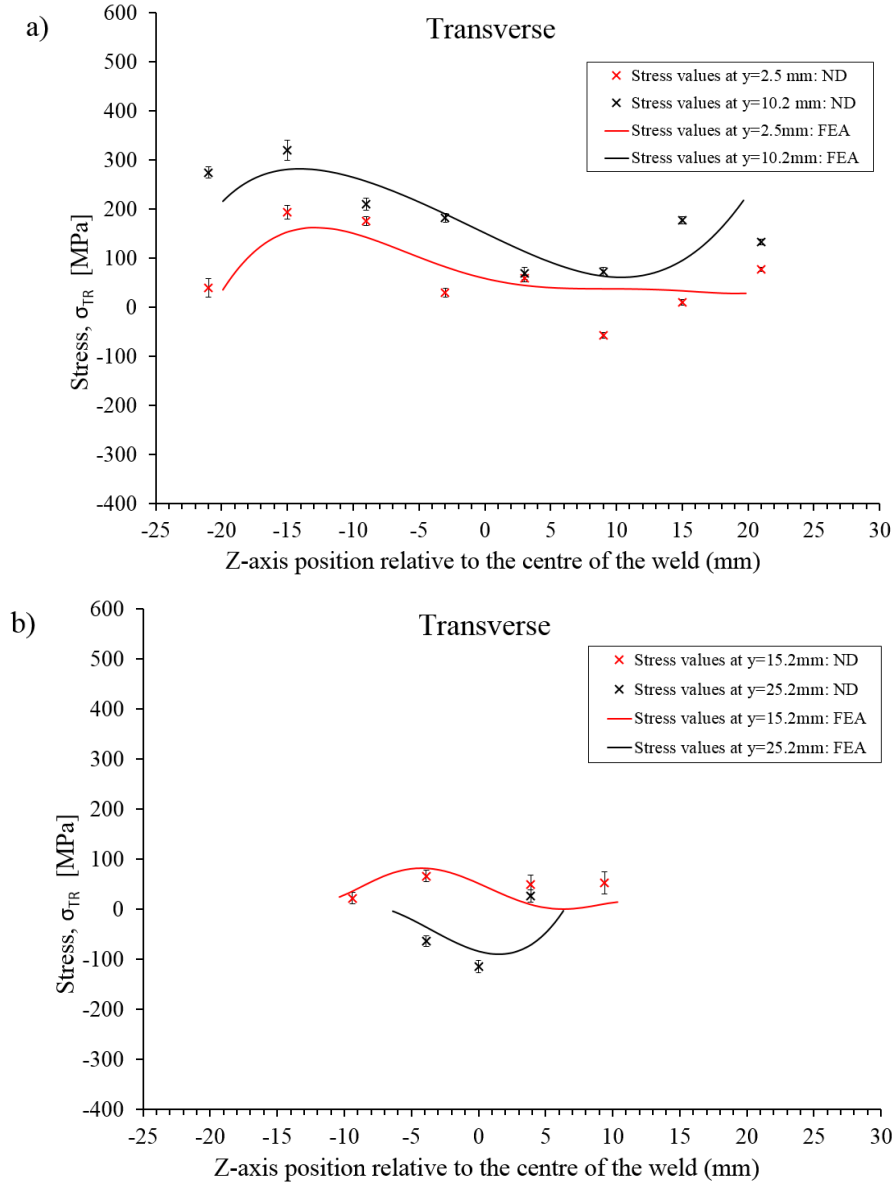 a)
Transverse
600
500
400
300
200
100
0
-100
-200
-300
-400
Stress, σTR [MPa]
× Stress values at y=2.5 mm: ND
× Stress values at y=10.2 mm: ND
Stress values at y=2.5mm: FEA
Stress values at y=10.2mm: FEA
-25 -20 -15 -10 -5 0 5 10 15 20 25 30
Z-axis position relative to the centre of the weld (mm)
b)
Transverse
600
500
400
300
200
100
0
-100
-200
-300
-400
Stress, σTR [MPa]
× Stress values at y=15.2mm: ND
× Stress values at y=25.2mm: ND
Stress values at y=15.2mm: FEA
Stress values at y=25.2mm: FEA
-25 -20 -15 -10 -5 0 5 10 15 20 25 30
Z-axis position relative to the centre of the weld (mm)